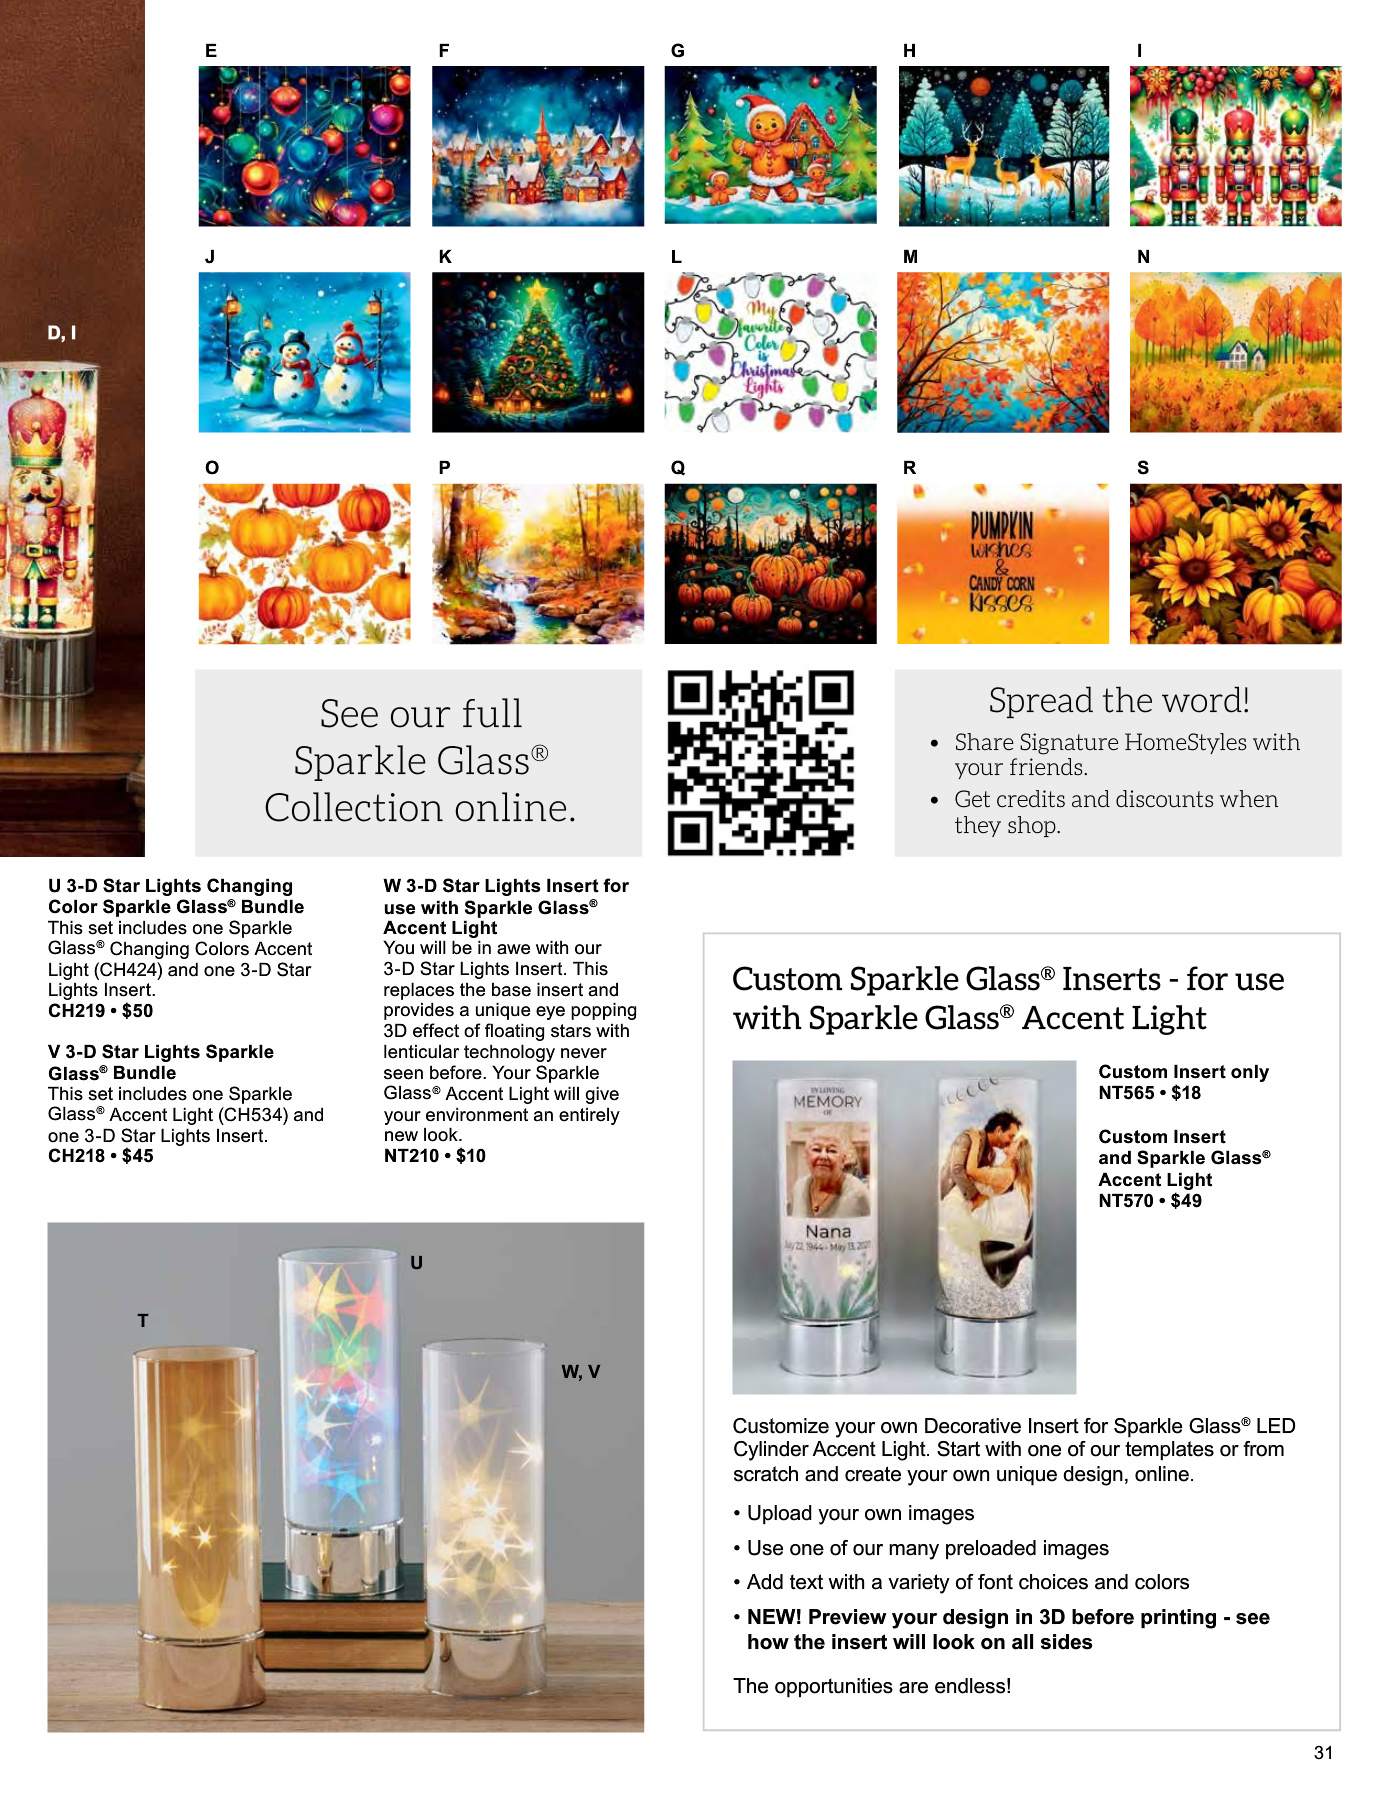 E
F
G
H
I
J
K
L
M
N
My
favorite
Color
is
Christmas
Lights
D, I
O
P
Q
R
S
PUMPKIN
WISHES
&
CANDY CORN
KISSES
See our full
Sparkle Glass®
Collection online.
Spread the word!
• Share Signature HomeStyles with
your friends.
• Get credits and discounts when
they shop.
U 3-D Star Lights Changing
Color Sparkle Glass® Bundle
This set includes one Sparkle
Glass® Changing Colors Accent
Light (CH424) and one 3-D Star
Lights Insert.
CH219 • $50
V 3-D Star Lights Sparkle
Glass® Bundle
This set includes one Sparkle
Glass® Accent Light (CH534) and
one 3-D Star Lights Insert.
CH218 • $45
W 3-D Star Lights Insert for
use with Sparkle Glass®
Accent Light
You will be in awe with our
3-D Star Lights Insert. This
replaces the base insert and
provides a unique eye popping
3D effect of floating stars with
lenticular technology never
seen before. Your Sparkle
Glass® Accent Light will give
your environment an entirely
new look.
NT210 • $10
T
U
W, V
Custom Sparkle Glass® Inserts - for use
with Sparkle Glass® Accent Light
IN LOVING
MEMORY
OF
Nana
July 22, 1944 - May 13, 202
Custom Insert only
NT565 • $18
Custom Insert
and Sparkle Glass®
Accent Light
NT570 • $49
Customize your own Decorative Insert for Sparkle Glass® LED
Cylinder Accent Light. Start with one of our templates or from
scratch and create your own unique design, online.
• Upload your own images
• Use one of our many preloaded images
• Add text with a variety of font choices and colors
• NEW! Preview your design in 3D before printing - see
how the insert will look on all sides
The opportunities are endless!
31